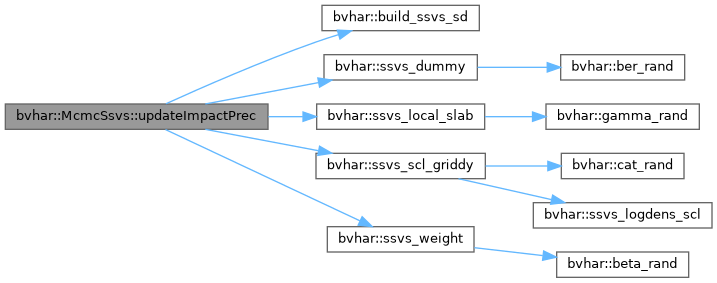 bvhar::build_ssvs_sd
bvhar::ssvs_dummy
bvhar::ber_rand
bvhar::McmcSsvs::updateImpactPrec
bvhar::ssvs_local_slab
bvhar::gamma_rand
bvhar::ssvs_scl_griddy
bvhar::cat_rand
bvhar::ssvs_logdens_scl
bvhar::ssvs_weight
bvhar::beta_rand